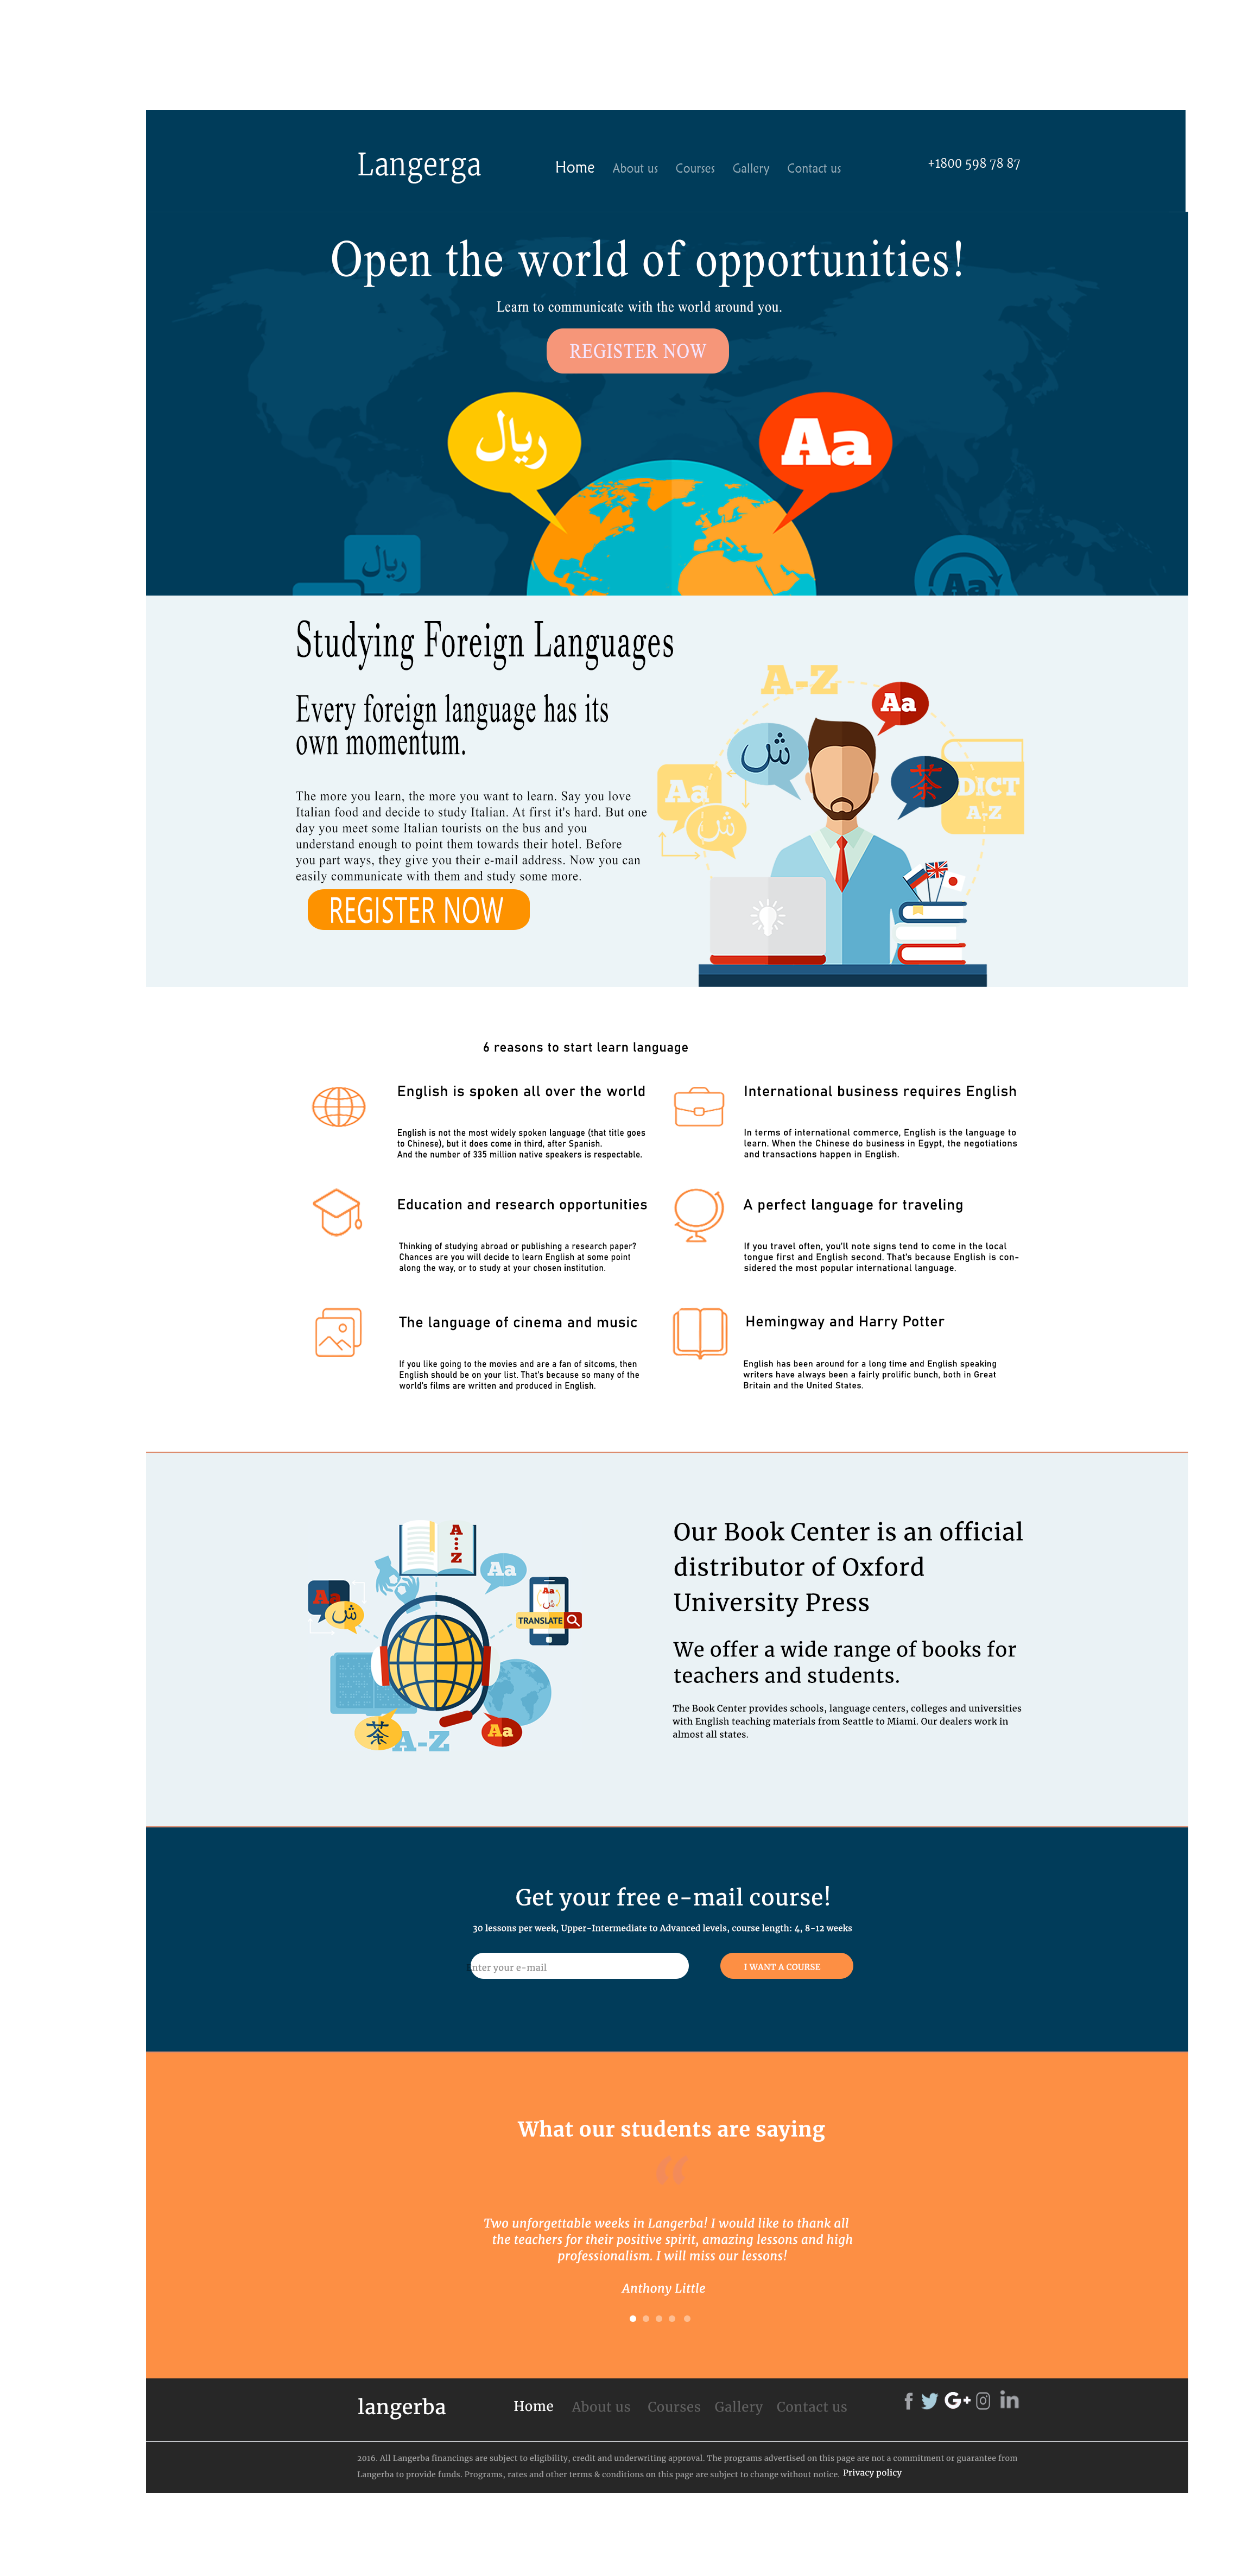 Langerga
Home About us Courses Gallery Contact us
+1800 598 78 87
Open the world of opportunities!
Learn to communicate with the world around you.
REGISTER NOW
ريال
Aa
ريال
Aa
Studying Foreign Languages
Every foreign language has its
own momentum.
The more you learn, the more you want to learn. Say you love
Italian food and decide to study Italian. At first it's hard. But one
day you meet some Italian tourists on the bus and you
understand enough to point them towards their hotel. Before
you part ways, they give you their e-mail address. Now you can
easily communicate with them and study some more.
REGISTER NOW
A-Z
Aa
ش
茶
DICT
A-Z
Aa
ش
6 reasons to start learn language
English is spoken all over the world
English is not the most widely spoken language (that title goes
to Chinese), but it does come in third, after Spanish.
And the number of 335 million native speakers is respectable.
International business requires English
In terms of international commerce, English is the language to
learn. When the Chinese do business in Egypt, the negotiations
and transactions happen in English.
Education and research opportunities
Thinking of studying abroad or publishing a research paper?
Chances are you will decide to learn English at some point
along the way, or to study at your chosen institution.
A perfect language for traveling
If you travel often, you'll note signs tend to come in the local
tongue first and English second. That's because English is con-
sidered the most popular international language.
The language of cinema and music
If you like going to the movies and are a fan of sitcoms, then
English should be on your list. That's because so many of the
world's films are written and produced in English.
Hemingway and Harry Potter
English has been around for a long time and English speaking
writers have always been a fairly prolific bunch, both in Great
Britain and the United States.
A
Z
Aa
Aa
ش
Aa
ش
TRANSLATE
茶
A-Z
Aa
Our Book Center is an official
distributor of Oxford
University Press
We offer a wide range of books for
teachers and students.
The Book Center provides schools, language centers, colleges and universities
with English teaching materials from Seattle to Miami. Our dealers work in
almost all states.
Get your free e-mail course!
30 lessons per week, Upper-Intermediate to Advanced levels, course length: 4, 8-12 weeks
Enter your e-mail
I WANT A COURSE
What our students are saying
“
Two unforgettable weeks in Langerba! I would like to thank all
the teachers for their positive spirit, amazing lessons and high
professionalism. I will miss our lessons!
Anthony Little
langerba
Home About us Courses Gallery Contact us
f G+ in
2016. All Langerba financings are subject to eligibility, credit and underwriting approval. The programs advertised on this page are not a commitment or guarantee from
Langerba to provide funds. Programs, rates and other terms & conditions on this page are subject to change without notice. Privacy policy